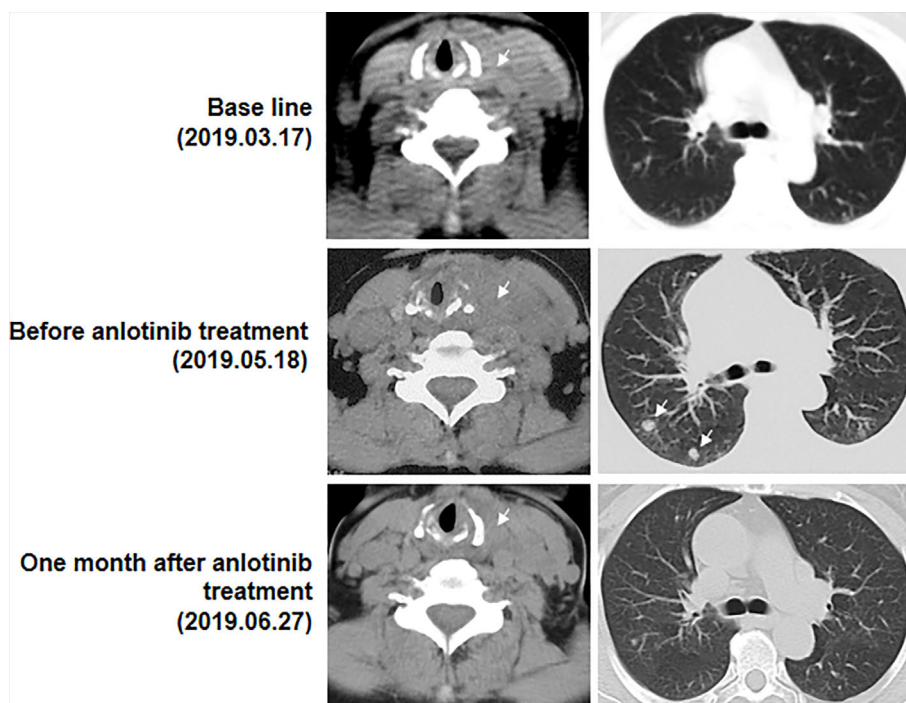 Base line
(2019.03.17)
Before anlotinib treatment
(2019.05.18)
One month after anlotinib
treatment
(2019.06.27)